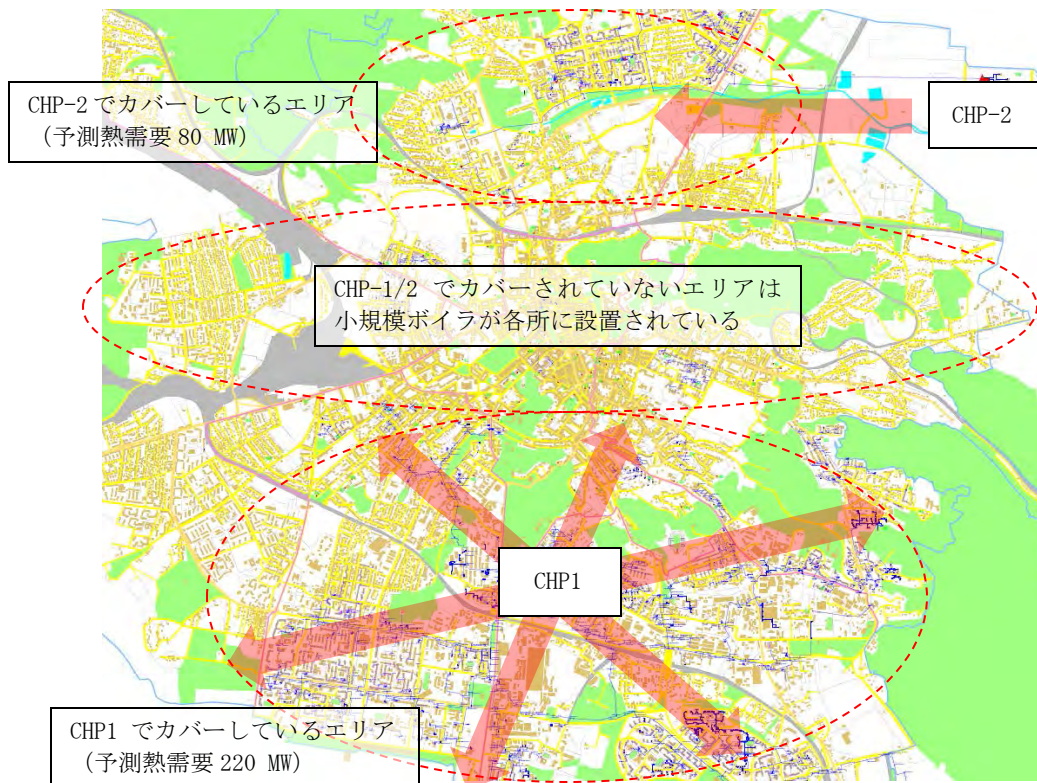 CHP-2 でカバーしているエリア
（予測熱需要 80 MW）
CHP-2
CHP-1/2 でカバーされていないエリアは
小規模ボイラが各所に設置されている
CHP1
CHP1 でカバーしているエリア
（予測熱需要 220 MW）